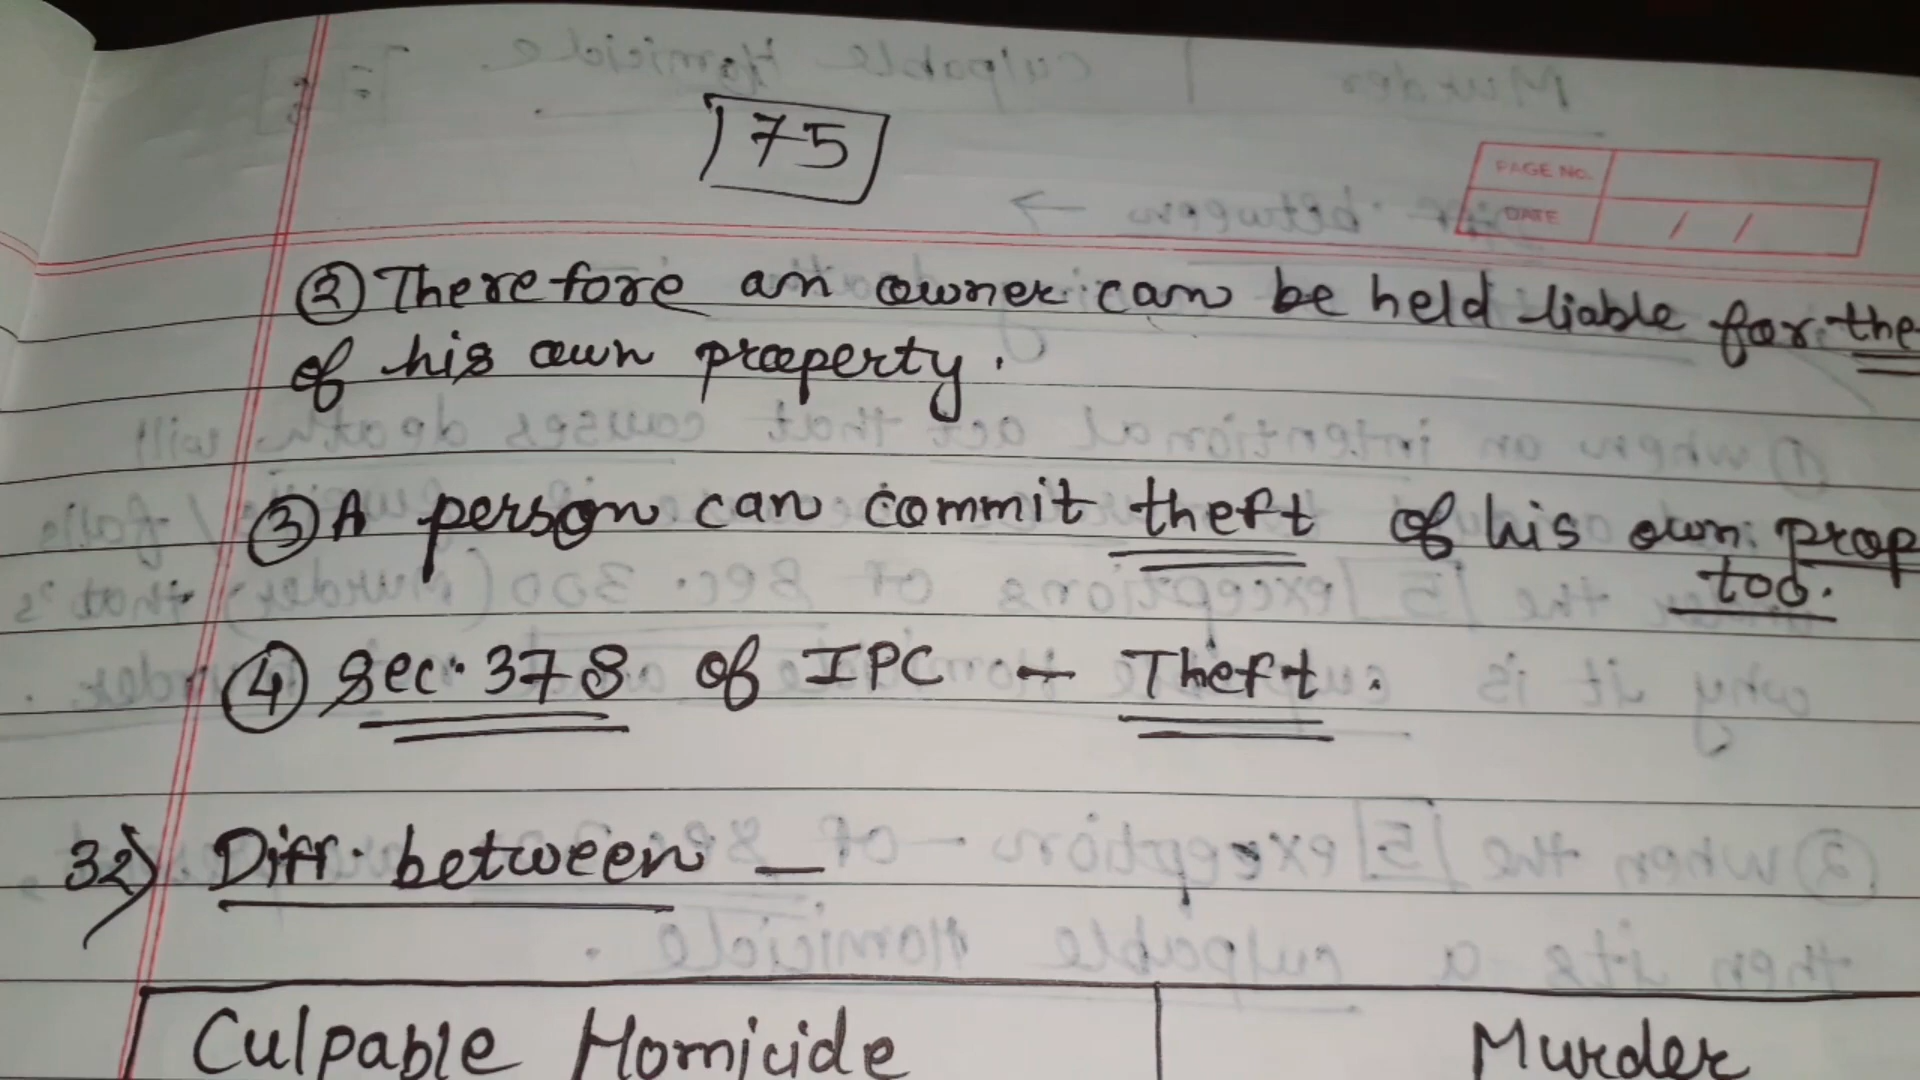 75
PAGE NO.
DATE / /
② Therefore an owner can be held liable for the
of his own property.
③ A person can commit theft of his own prop
too.
④ Sec. 378 of IPC - Theft.
32) Diff. between —
Culpable Homicide Murder